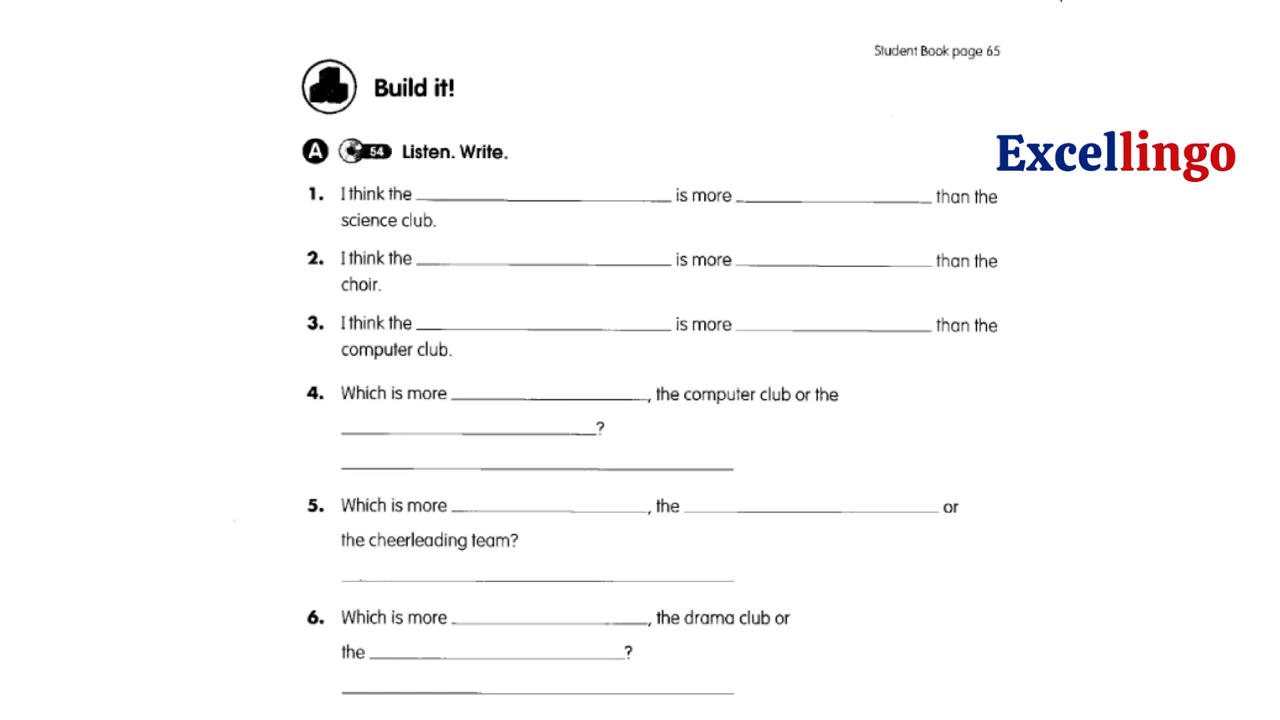 Student Book page 65
Build it!
A 54 Listen. Write.
1. I think the ______ is more ______ than the
science club.
2. I think the ______ is more ______ than the
choir.
3. I think the ______ is more ______ than the
computer club.
4. Which is more ______, the computer club or the
______?
5. Which is more ______, the ______ or
the cheerleading team?
6. Which is more ______, the drama club or
the ______?
Excellingo